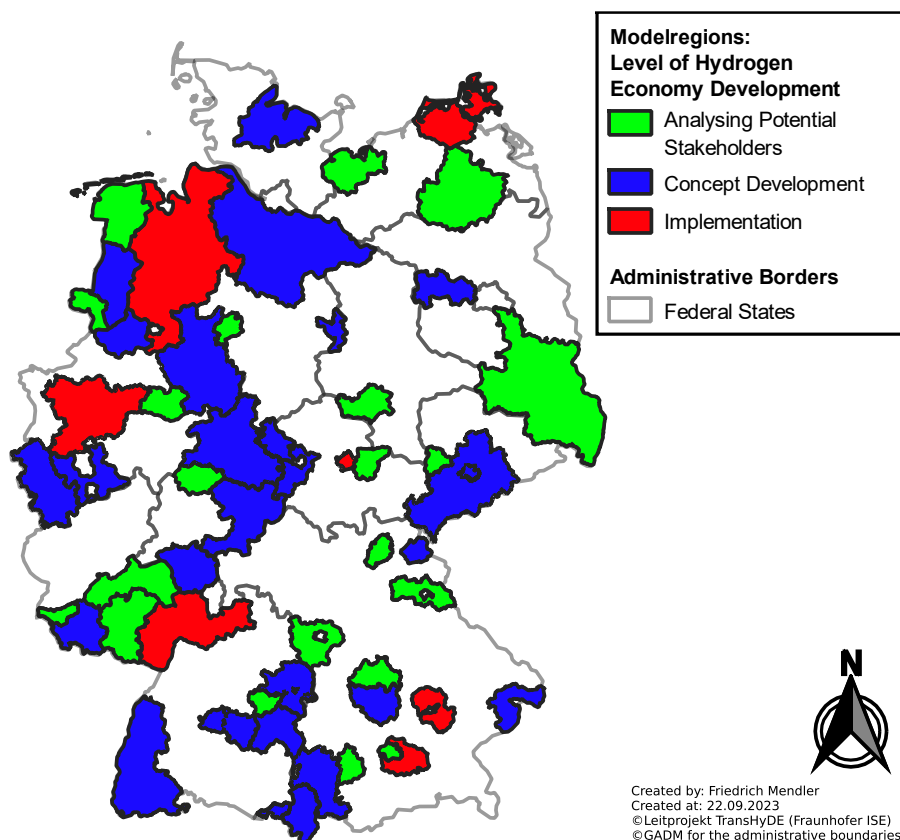 Modelregions:
Level of Hydrogen
Economy Development
Analysing Potential
Stakeholders
Concept Development
Implementation
Administrative Borders
Federal States
N
Created by: Friedrich Mendler
Created at: 22.09.2023
©Leitprojekt TransHyDE (Fraunhofer ISE)
©GADM for the administrative boundaries